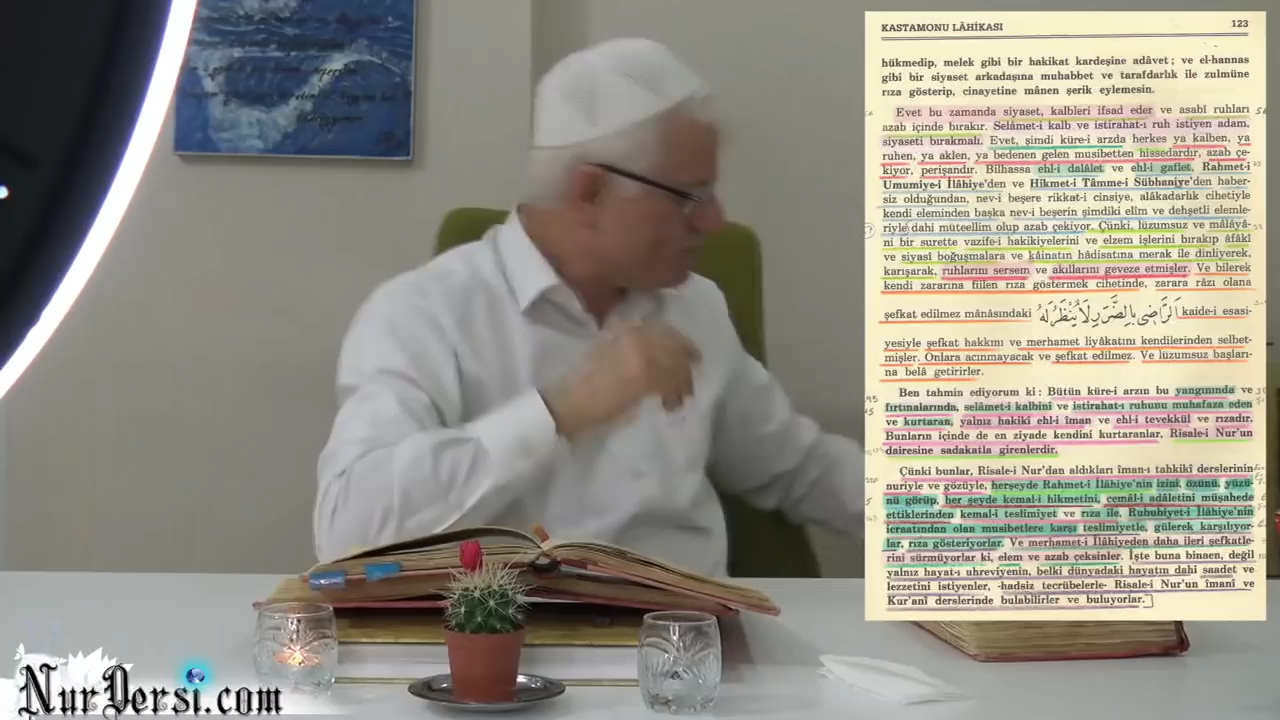 KASTAMONU LÂHİKASI 123
hükmedip, melek gibi bir hakikat kardeşine adâvet; ve el-hannas
gibi bir siyaset arkadaşına muhabbet ve tarafdarlık ile zulmüne
rıza gösterip, cinayetine mânen şerik eylemesin.
Evet bu zamanda siyaset, kalbleri ifsad eder ve asabî ruhları
azab içinde bırakır. Selâmet-i kalb ve istirahat-ı ruh istiyen adam,
siyaseti bırakmalı. Evet, şimdi küre-i arzda herkes ya kalben, ya
ruhen, ya aklen, ya bedenen gelen musibetten hissedardır, azab çe-
kiyor, perişandır. Bilhassa ehl-i dalâlet ve ehl-i gaflet, Rahmet-i
Umumiye-i İlâhiye'den ve Hikmet-i Tâmme-i Sübhaniye'den haber-
siz olduğundan, nev-i beşere rikkat-i cinsiye, alâkadarlık cihetiyle
kendi eleminden başka nev-i beşerin şimdiki elim ve dehşetli elemle-
riyle dahi müteellim olup azab çekiyor. Çünki, lüzumsuz ve mâlâyâ-
ni bir surette vazife-i hakikiyelerini ve elzem işlerini bırakıp âfâkî
ve siyasî boğuşmalara ve kâinatın hâdisatına merak ile dinliyerek,
karışarak, ruhlarını sersem ve akıllarını geveze etmişler. Ve bilerek
kendi zararına fiilen rıza göstermek cihetinde, zarara râzı olana
şefkat edilmez mânâsındaki اَلرَّاضِى بِالضَّرَرِ لَا يُنْظَرُ لَهُ kaide-i esasi-
yesiyle şefkat hakkını ve merhamet liyâkatını kendilerinden selbet-
mişler. Onlara acınmayacak ve şefkat edilmez. Ve lüzumsuz başları-
na belâ getirirler.
Ben tahmin ediyorum ki: Bütün küre-i arzın bu yangınında ve
fırtınalarında, selâmet-i kalbini ve istirahat-ı ruhunu muhafaza eden
ve kurtaran, yalnız hakikî ehl-i îman ve ehl-i tevekkül ve rızadır.
Bunların içinde de en ziyade kendini kurtaranlar, Risale-i Nur'un
dairesine sadakatla girenlerdir.
Çünki bunlar, Risale-i Nur'dan aldıkları îman-ı tahkikî derslerinin
nuriyle ve gözüyle, herşeyde Rahmet-i İlâhiye'nin izini, özünü, yüzü-
nü görüp, her şeyde kemal-i hikmetini, cemâl-i adâletini müşahede
ettiklerinden kemal-i teslimiyet ve rıza ile, Rububiyet-i İlâhiye'nin
icraatından olan musibetlere karşı teslimiyetle, gülerek karşılıyor-
lar, rıza gösteriyorlar. Ve merhamet-i İlâhiyeden daha ileri şefkatle-
rini sürmüyorlar ki, elem ve azab çeksinler. İşte buna binaen, değil
yalnız hayat-ı uhreviyenin, belki dünyadaki hayatın dahi saadet ve
lezzetini istiyenler, -hadsiz tecrübelerle- Risale-i Nur'un îmanî ve
Kur'anî derslerinde bulabilirler ve buluyorlar.
NurDersi.com